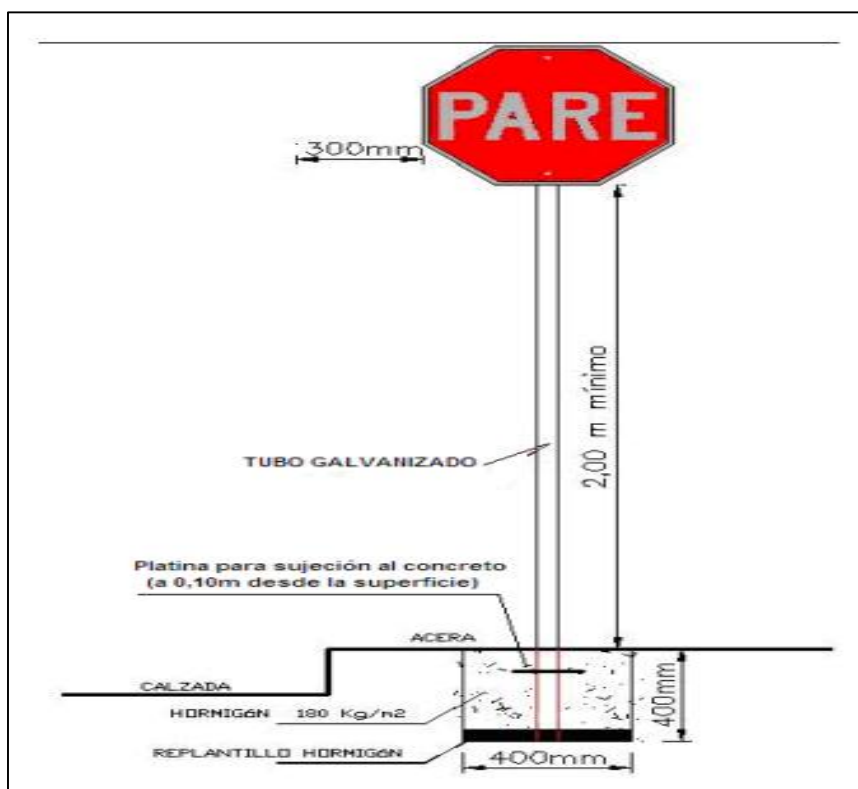 PARE
300mm
2,00 m mínimo
TUBO GALVANIZADO
Platina para sujeción al concreto
(a 0,10m desde la superficie)
ACERA
CALZADA
HORMIGóN 180 Kg/m2
REPLANTILLO HORMIGóN
400mm
400mm